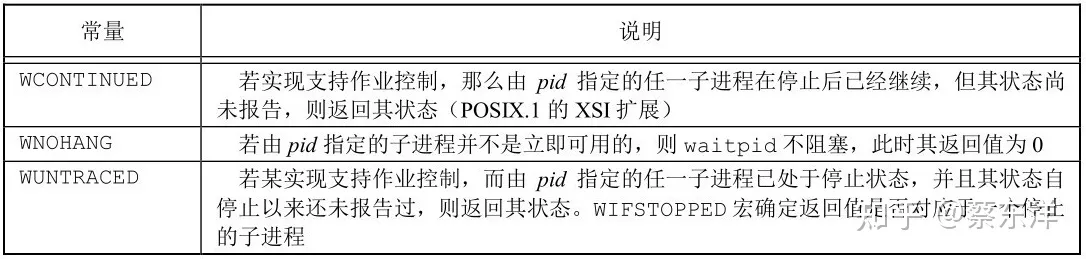 常量 说明
WCONTINUED 若实现支持作业控制，那么由 pid 指定的任一子进程在停止后已经继续，但其状态尚
未报告，则返回其状态（POSIX.1 的 XSI 扩展）
WNOHANG 若由 pid 指定的子进程并不是立即可用的，则 waitpid 不阻塞，此时其返回值为 0
WUNTRACED 若某实现支持作业控制，而由 pid 指定的任一子进程已处于停止状态，并且其状态自
停止以来还未报告过，则返回其状态。WIFSTOPPED 宏确定返回值是否对应于一个停止
的子进程
知乎 @蔡东洋